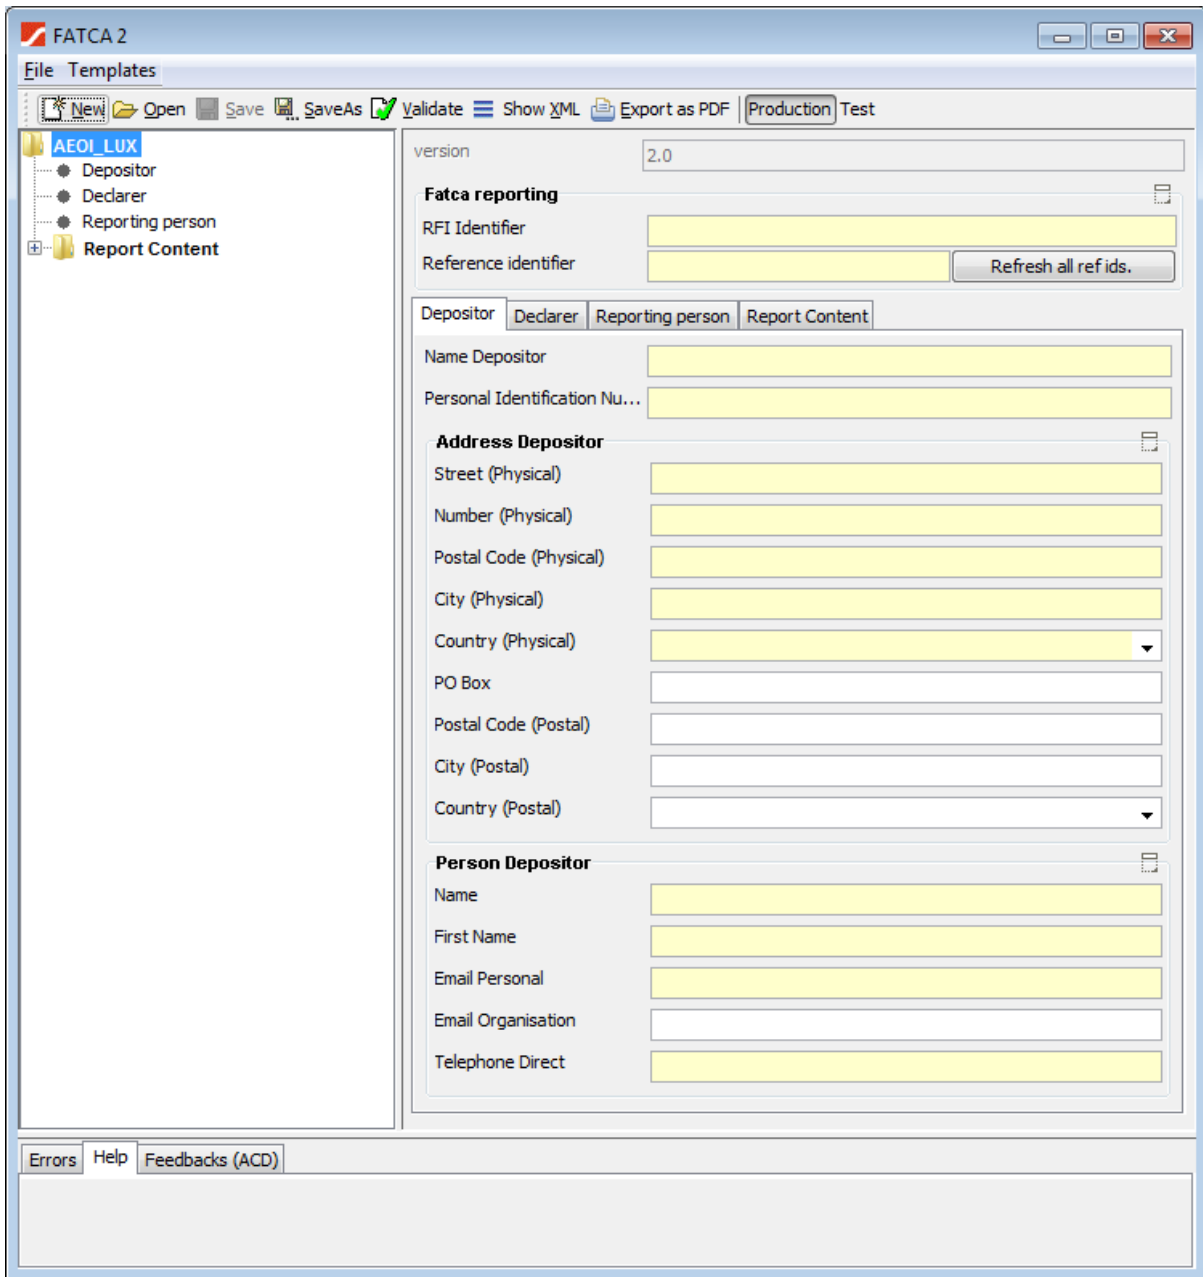 FATCA 2
File Templates
New Open Save SaveAs Validate Show XML Export as PDF Production Test
AEOI_LUX
Depositor
Declarer
Reporting person
Report Content
version 2.0
Fatca reporting
RFI Identifier
Reference identifier Refresh all ref ids.
Depositor Declarer Reporting person Report Content
Name Depositor
Personal Identification Nu...
Address Depositor
Street (Physical)
Number (Physical)
Postal Code (Physical)
City (Physical)
Country (Physical)
PO Box
Postal Code (Postal)
City (Postal)
Country (Postal)
Person Depositor
Name
First Name
Email Personal
Email Organisation
Telephone Direct
Errors Help Feedbacks (ACD)